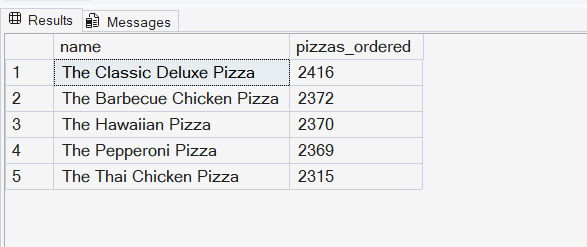 Results Messages
name pizzas_ordered
1 The Classic Deluxe Pizza 2416
2 The Barbecue Chicken Pizza 2372
3 The Hawaiian Pizza 2370
4 The Pepperoni Pizza 2369
5 The Thai Chicken Pizza 2315